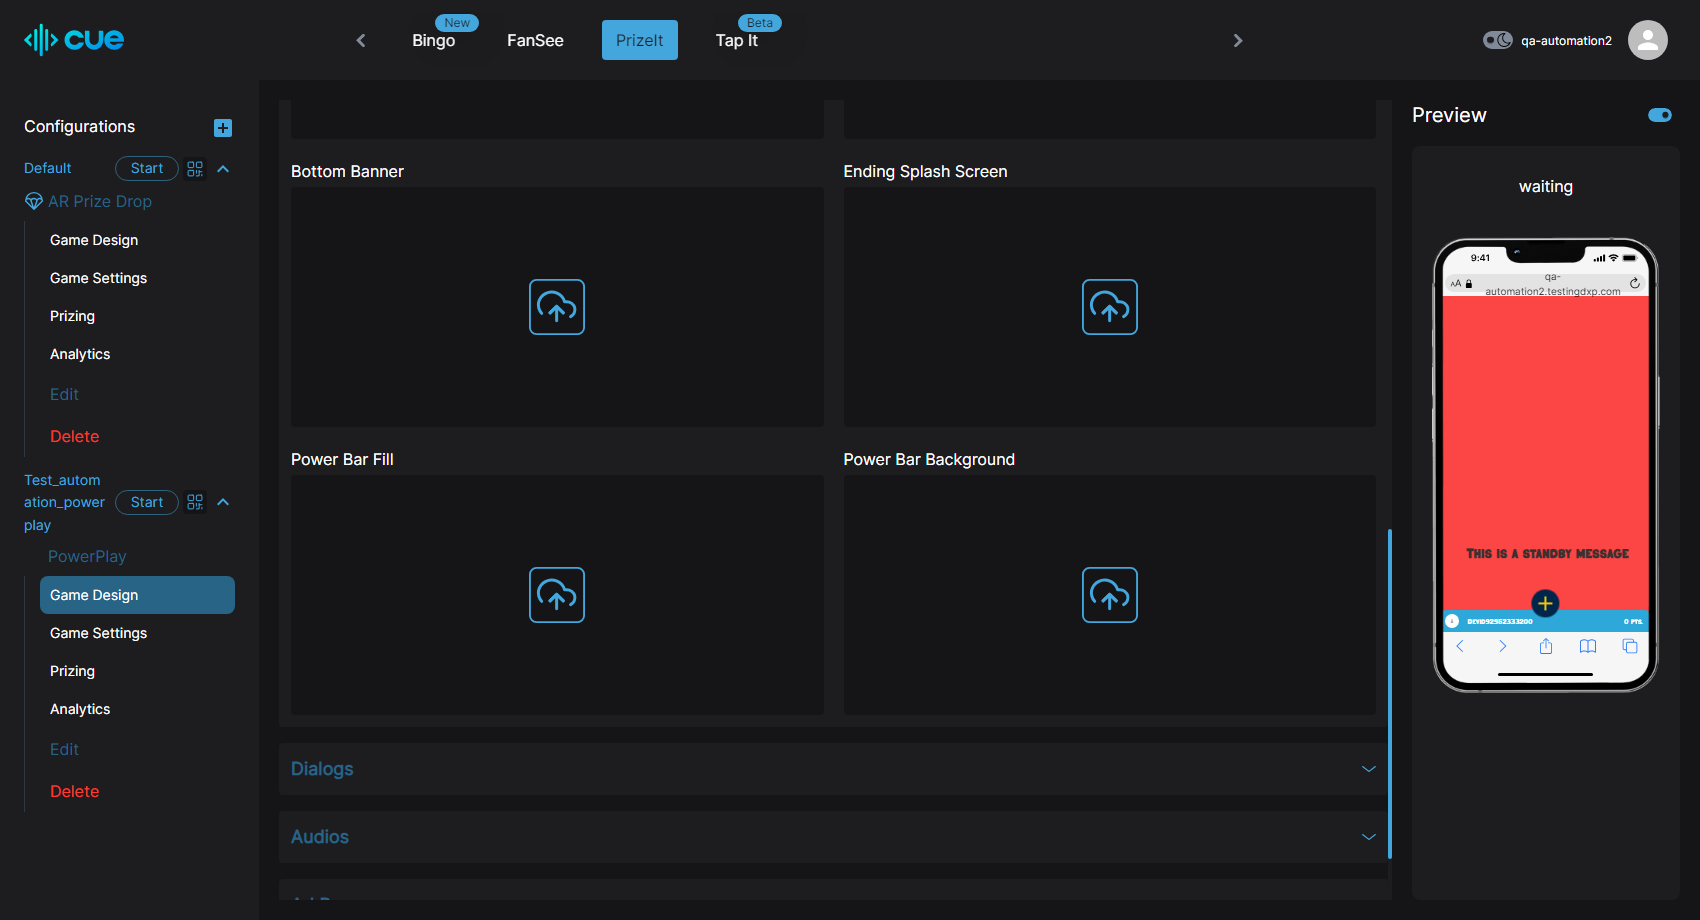 cue
New
Bingo
FanSee
PrizeIt
Beta
Tap It
qa-automation2
Configurations
Default
Start
AR Prize Drop
Game Design
Game Settings
Prizing
Analytics
Edit
Delete
Test_autom
ation_power
play
Start
PowerPlay
Game Design
Game Settings
Prizing
Analytics
Edit
Delete
Bottom Banner
Ending Splash Screen
Power Bar Fill
Power Bar Background
Dialogs
Audios
Preview
waiting
9:41
AA
qa-
automation2.testingdxp.com
This is a standby message
0 PTS.